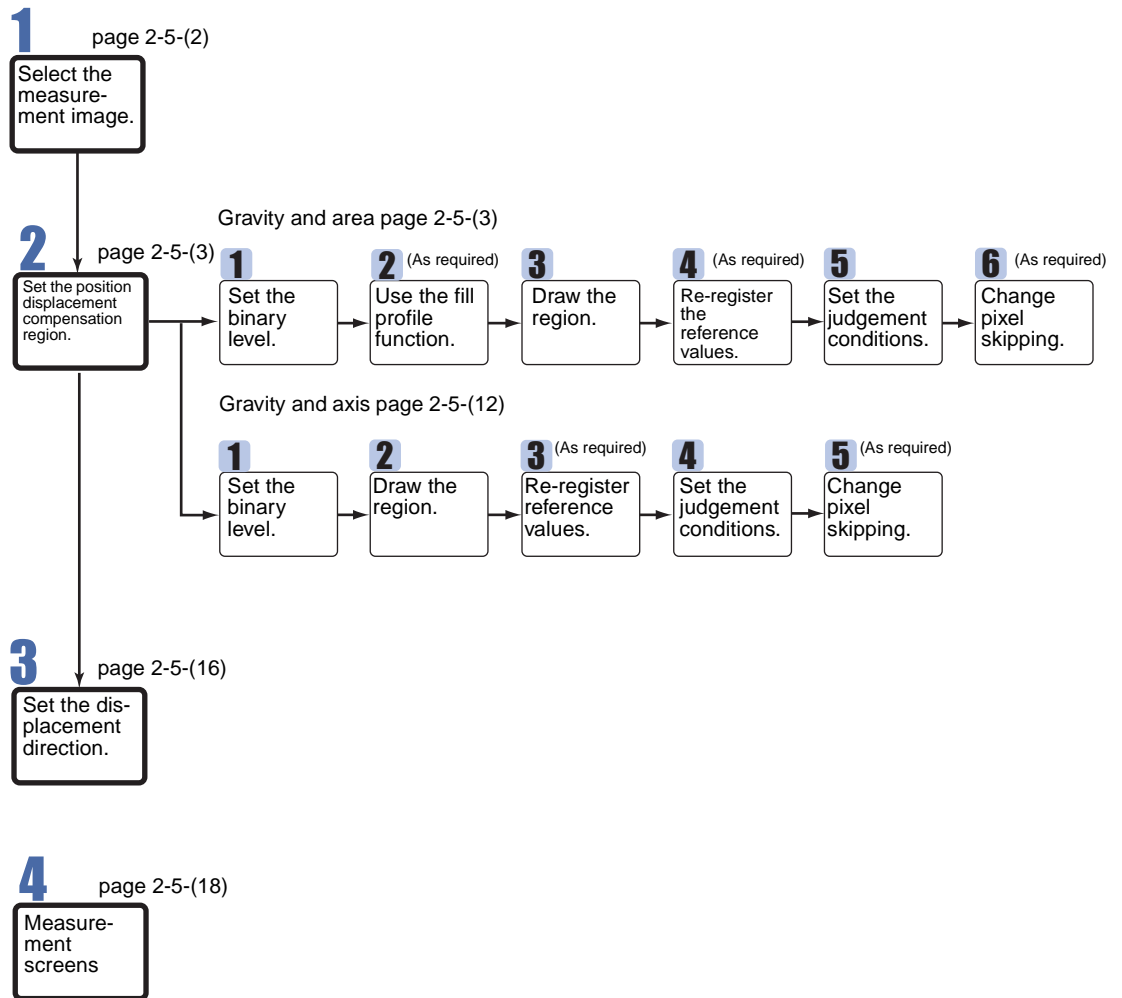 1
page 2-5-(2)
Select the
measure-
ment image.
2
page 2-5-(3)
Set the position
displacement
compensation
region.
Gravity and area page 2-5-(3)
1
Set the
binary
level.
2 (As required)
Use the fill
profile
function.
3
Draw the
region.
4 (As required)
Re-register
the
reference
values.
5
Set the
judgement
conditions.
6 (As required)
Change
pixel
skipping.
Gravity and axis page 2-5-(12)
1
Set the
binary
level.
2
Draw the
region.
3 (As required)
Re-register
reference
values.
4
Set the
judgement
conditions.
5 (As required)
Change
pixel
skipping.
3
page 2-5-(16)
Set the dis-
placement
direction.
4
page 2-5-(18)
Measure-
ment
screens